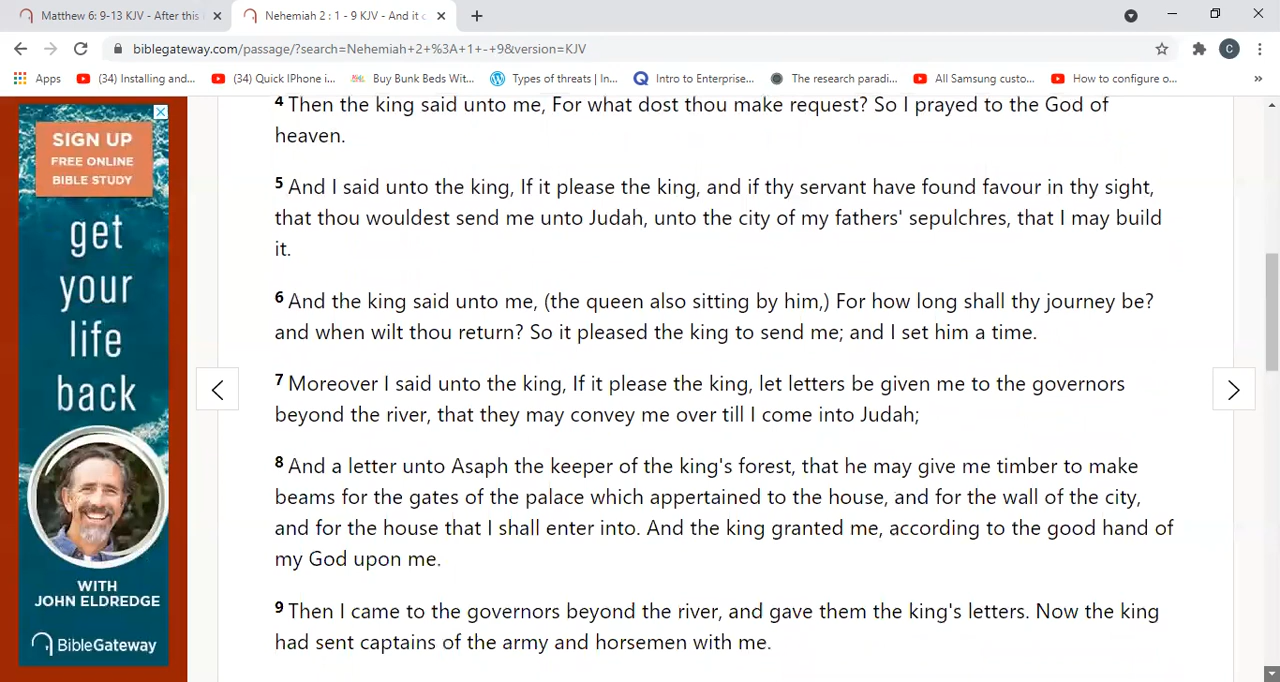 Matthew 6: 9-13 KJV - After this
Nehemiah 2 : 1 - 9 KJV - And it c
biblegateway.com/passage/?search=Nehemiah+2+%3A+1+-+9&version=KJV
C
Apps
(34) Installing and...
(34) Quick IPhone i...
Buy Bunk Beds Wit...
Types of threats | In...
Intro to Enterprise...
The research paradi...
All Samsung custo...
How to configure o...
»
SIGN UP
FREE ONLINE
BIBLE STUDY
get
your
life
back
WITH
JOHN ELDREDGE
BibleGateway
4 Then the king said unto me, For what dost thou make request? So I prayed to the God of
heaven.
5 And I said unto the king, If it please the king, and if thy servant have found favour in thy sight,
that thou wouldest send me unto Judah, unto the city of my fathers' sepulchres, that I may build
it.
6 And the king said unto me, (the queen also sitting by him,) For how long shall thy journey be?
and when wilt thou return? So it pleased the king to send me; and I set him a time.
7 Moreover I said unto the king, If it please the king, let letters be given me to the governors
beyond the river, that they may convey me over till I come into Judah;
8 And a letter unto Asaph the keeper of the king's forest, that he may give me timber to make
beams for the gates of the palace which appertained to the house, and for the wall of the city,
and for the house that I shall enter into. And the king granted me, according to the good hand of
my God upon me.
9 Then I came to the governors beyond the river, and gave them the king's letters. Now the king
had sent captains of the army and horsemen with me.